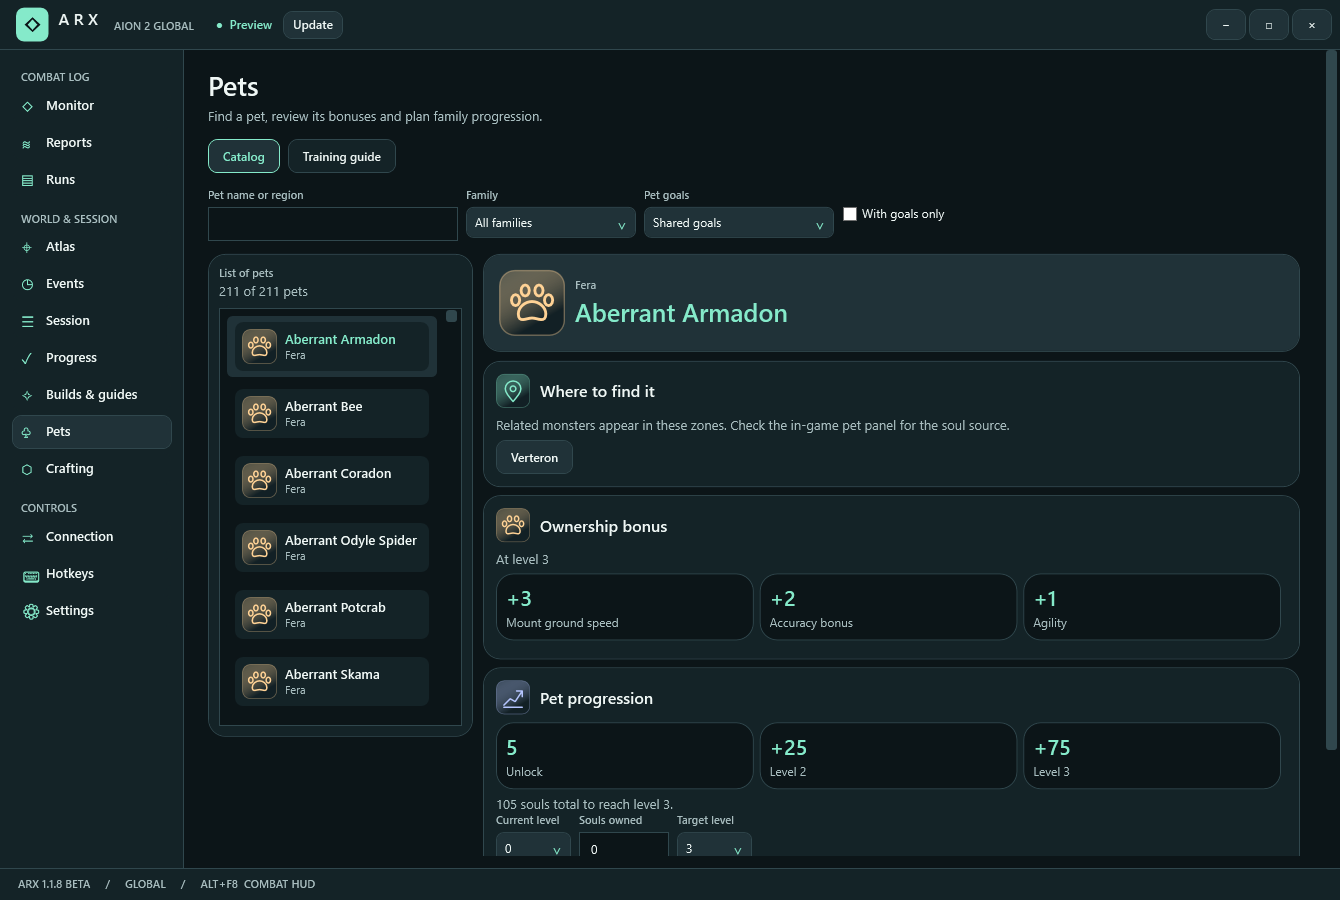 ARX
AION 2 GLOBAL
Preview
Update
COMBAT LOG
Monitor
Reports
Runs
WORLD & SESSION
Atlas
Events
Session
Progress
Builds & guides
Pets
Crafting
CONTROLS
Connection
Hotkeys
Settings
Pets
Find a pet, review its bonuses and plan family progression.
Catalog
Training guide
Pet name or region
Family
All families
Pet goals
Shared goals
With goals only
List of pets
211 of 211 pets
Aberrant Armadon
Fera
Aberrant Bee
Fera
Aberrant Coradon
Fera
Aberrant Odyle Spider
Fera
Aberrant Potcrab
Fera
Aberrant Skama
Fera
Fera
Aberrant Armadon
Where to find it
Related monsters appear in these zones. Check the in-game pet panel for the soul source.
Verteron
Ownership bonus
At level 3
+3
Mount ground speed
+2
Accuracy bonus
+1
Agility
Pet progression
5
Unlock
+25
Level 2
+75
Level 3
105 souls total to reach level 3.
Current level
Souls owned
Target level
0
0
3
ARX 1.1.8 BETA / GLOBAL / ALT+F8 COMBAT HUD